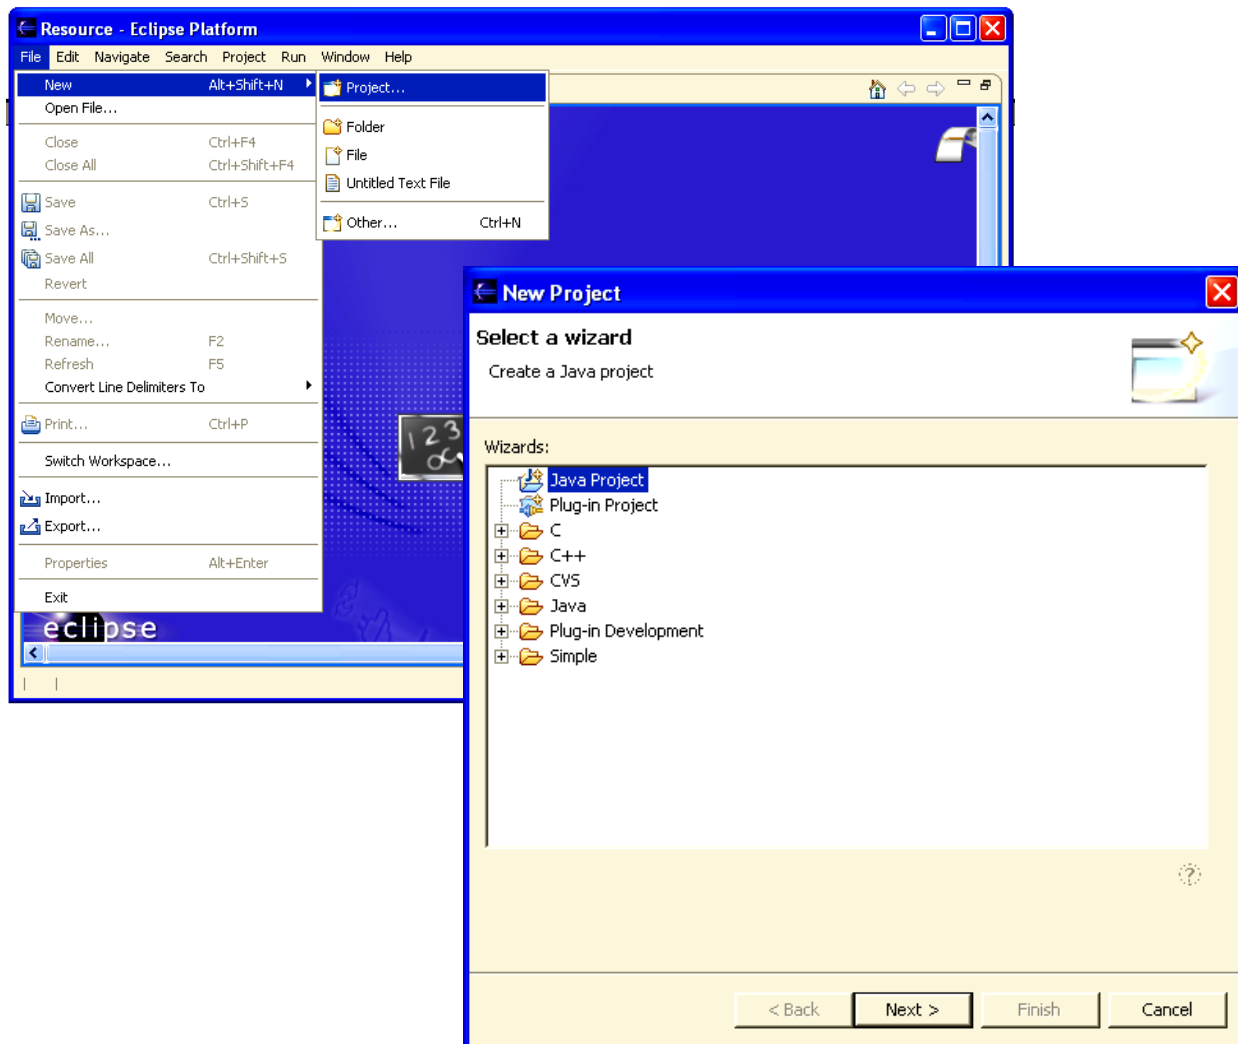 Resource - Eclipse Platform
File Edit Navigate Search Project Run Window Help
New Alt+Shift+N
Open File...
Close Ctrl+F4
Close All Ctrl+Shift+F4
Save Ctrl+S
Save As...
Save All Ctrl+Shift+S
Revert
Move...
Rename... F2
Refresh F5
Convert Line Delimiters To
Print... Ctrl+P
Switch Workspace...
Import...
Export...
Properties Alt+Enter
Exit
Project...
Folder
File
Untitled Text File
Other... Ctrl+N
123
eclipse
New Project
Select a wizard
Create a Java project
Wizards:
Java Project
Plug-in Project
C
C++
CVS
Java
Plug-in Development
Simple
?
< Back Next > Finish Cancel